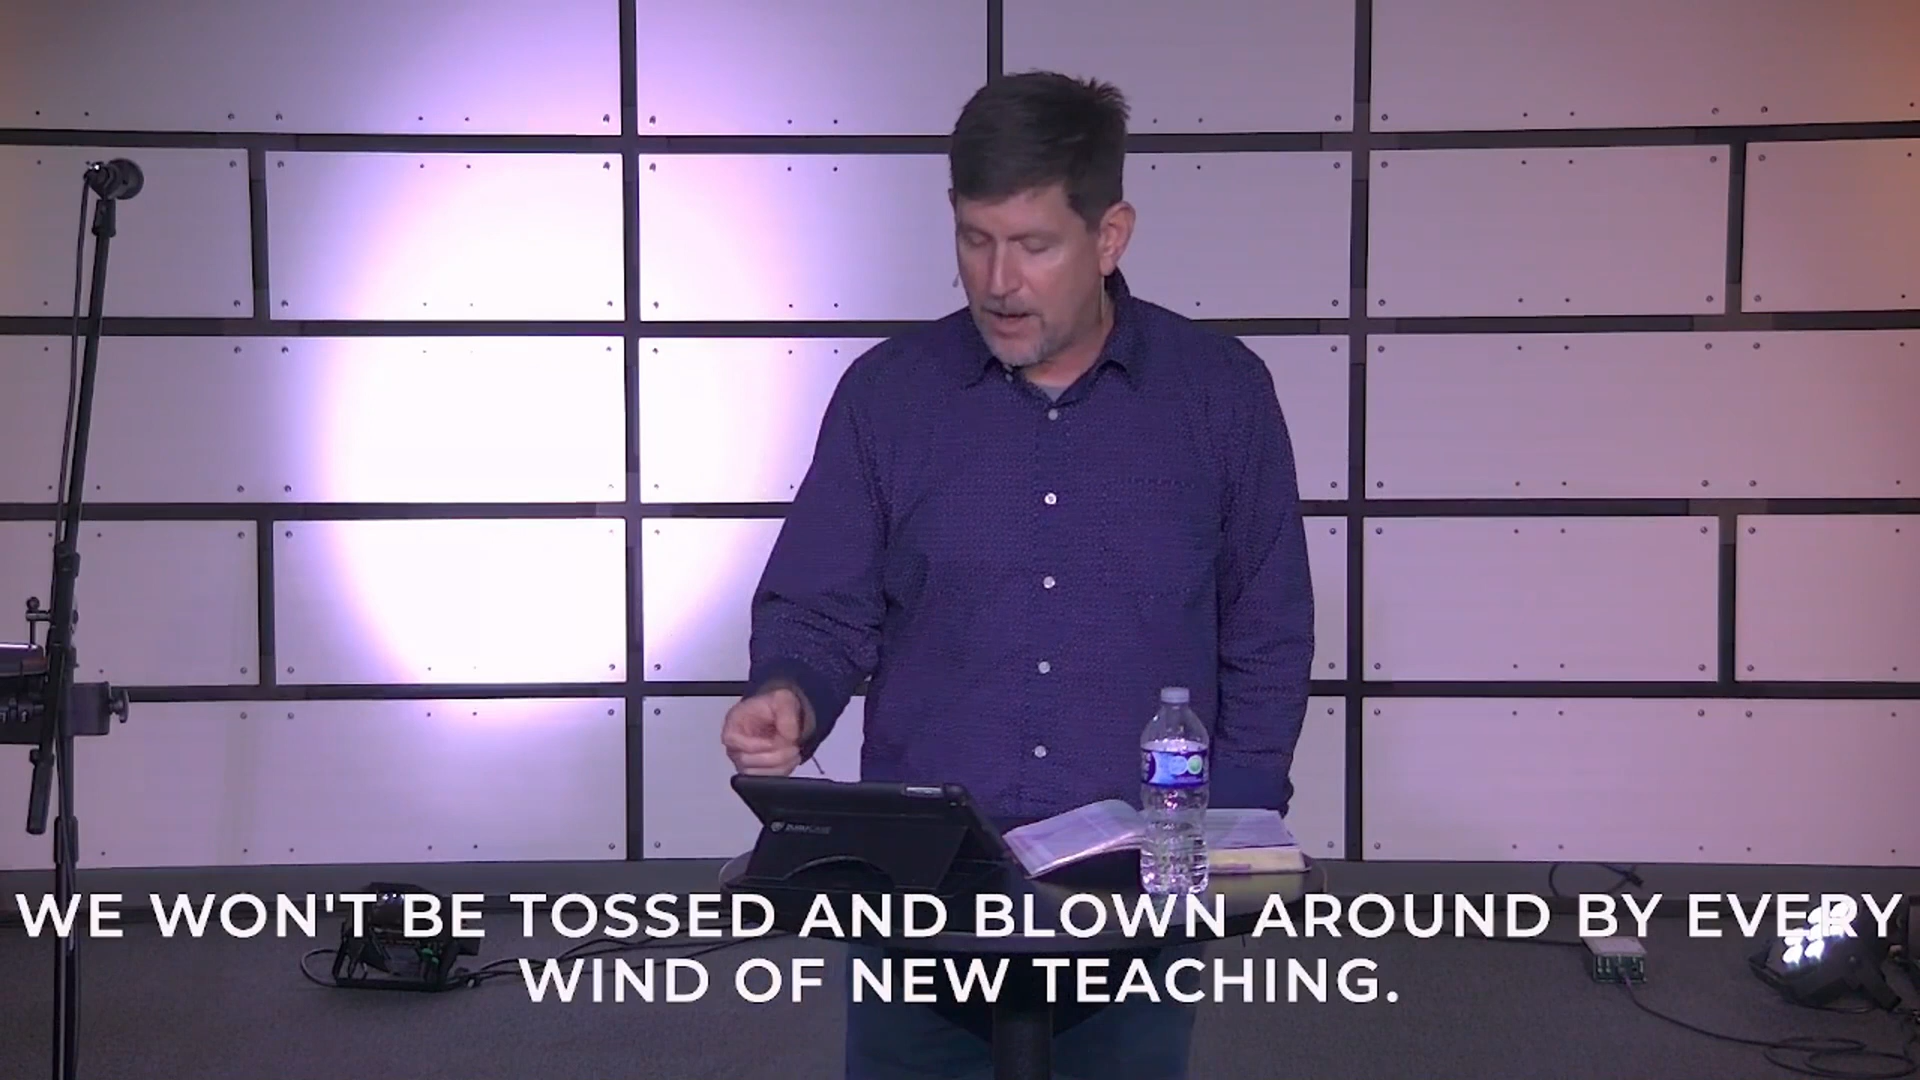 WE WON'T BE TOSSED AND BLOWN AROUND BY EVERY
WIND OF NEW TEACHING.